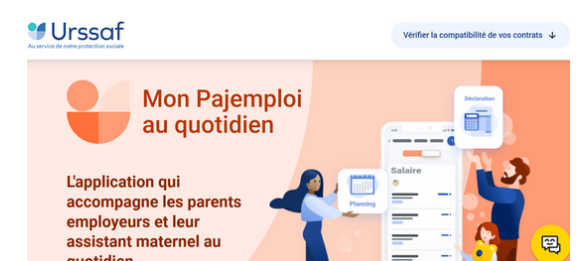 Urssaf
Au service de notre protection sociale
Vérifier la compatibilité de vos contrats
Mon Pajemploi
au quotidien
Déclaration
Salaire
Planning
L'application qui
accompagne les parents
employeurs et leur
assistant maternel au
quotidien